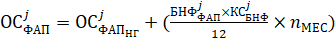 ОС^j_ФАП = ОС^j_ФАП_НГ + (БНФ^j_ФАП × КС^j_БНФ / 12 × n_МЕС)